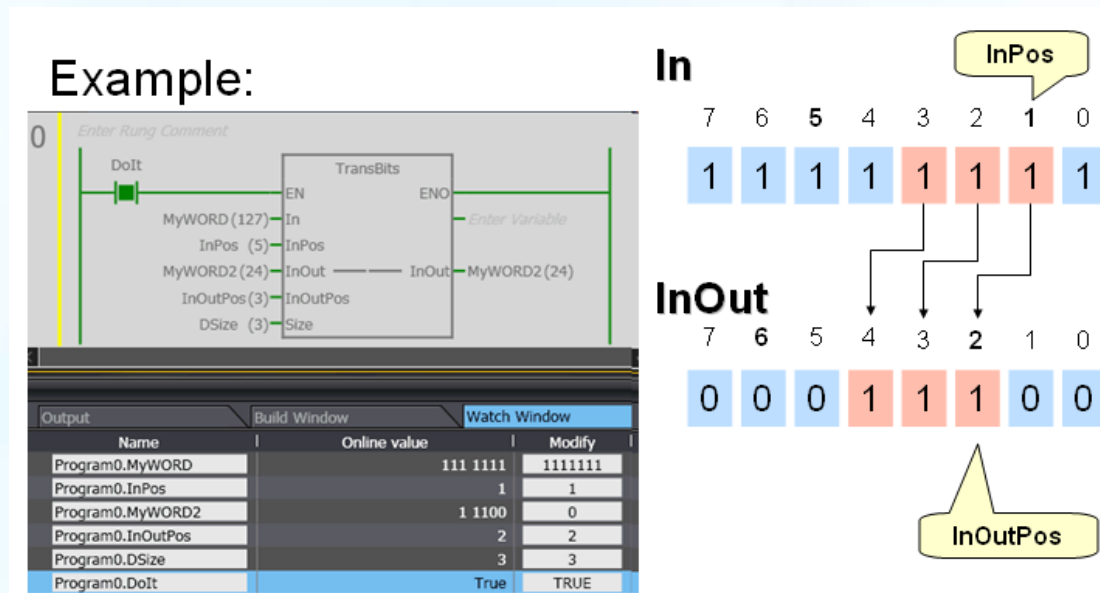 Example:
0
Enter Rung Comment
DoIt
TransBits
EN ENO
MyWORD (127) In Enter Variable
InPos (5) InPos
MyWORD2 (24) InOut InOut MyWORD2 (24)
InOutPos (3) InOutPos
DSize (3) Size
Output Build Window Watch Window
Name Online value Modify
Program0.MyWORD 111 1111 1111111
Program0.InPos 1 1
Program0.MyWORD2 1 1100 0
Program0.InOutPos 2 2
Program0.DSize 3 3
Program0.DoIt True TRUE
In
InPos
7 6 5 4 3 2 1 0
1 1 1 1 1 1 1 1
InOut
7 6 5 4 3 2 1 0
0 0 0 1 1 1 0 0
InOutPos